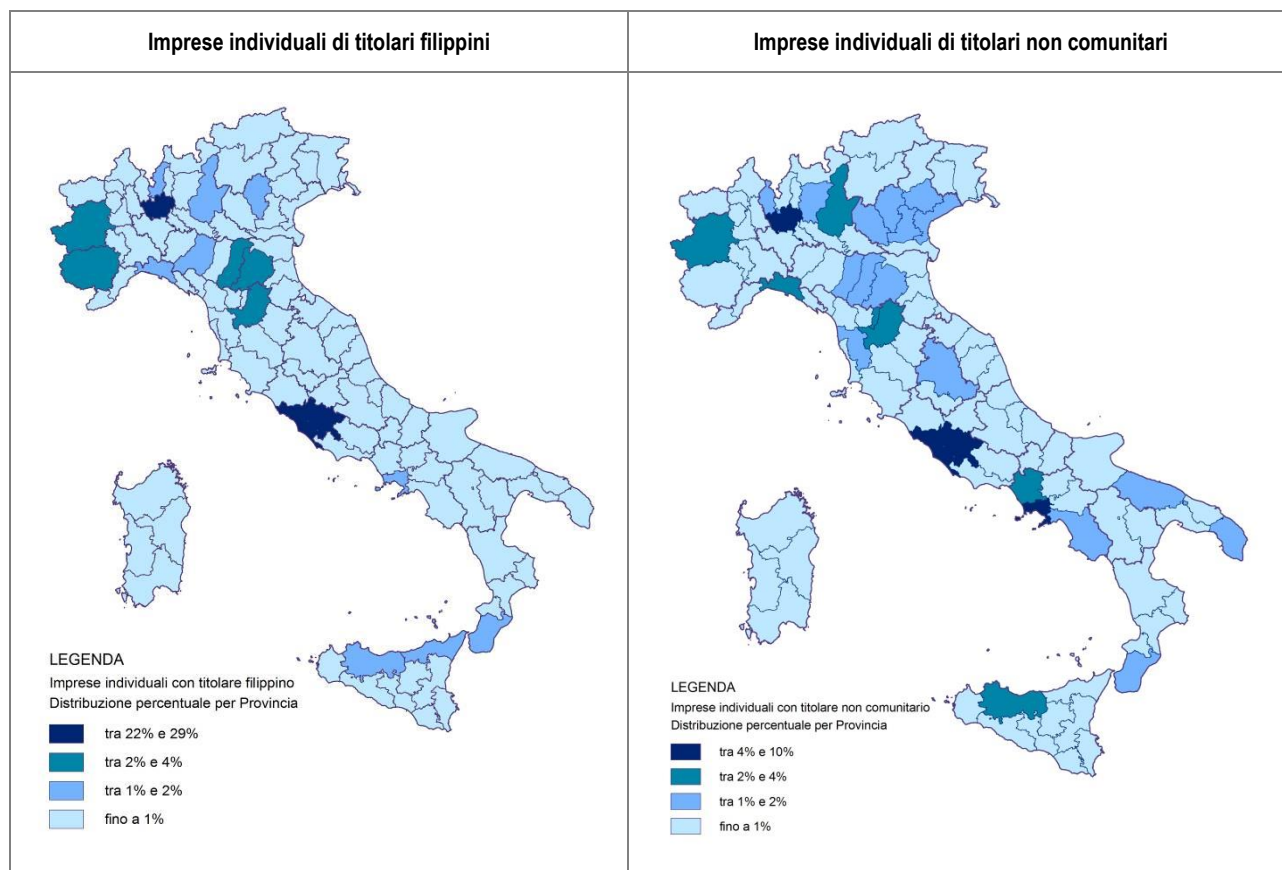 Imprese individuali di titolari filippini
Imprese individuali di titolari non comunitari
LEGENDA
Imprese individuali con titolare filippino
Distribuzione percentuale per Provincia
tra 22% e 29%
tra 2% e 4%
tra 1% e 2%
fino a 1%
LEGENDA
Imprese individuali con titolare non comunitario
Distribuzione percentuale per Provincia
tra 4% e 10%
tra 2% e 4%
tra 1% e 2%
fino a 1%